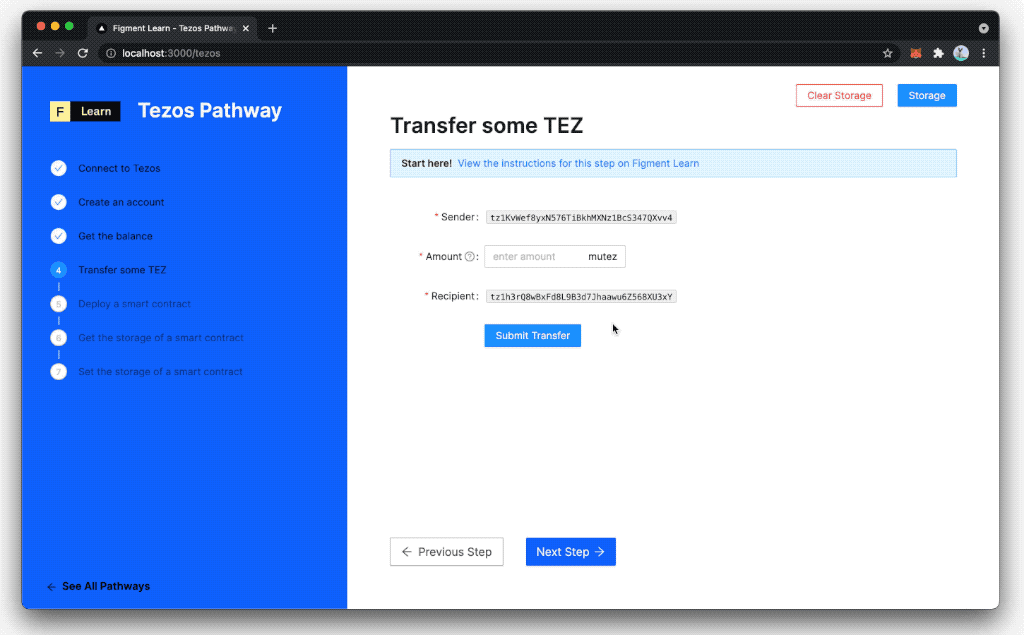 Figment Learn - Tezos Pathwa
localhost:3000/tezos
F Learn
Tezos Pathway
Connect to Tezos
Create an account
Get the balance
4 Transfer some TEZ
5 Deploy a smart contract
6 Get the storage of a smart contract
7 Set the storage of a smart contract
← See All Pathways
Clear Storage
Storage
Transfer some TEZ
Start here! View the instructions for this step on Figment Learn
* Sender: tz1KvWef8yxN576TiBkhMXNz1BcS347QXvv4
* Amount ? : enter amount mutez
* Recipient: tz1h3rQ8wBxFd8L9B3d7Jhaawu6Z568XU3xY
Submit Transfer
← Previous Step
Next Step →